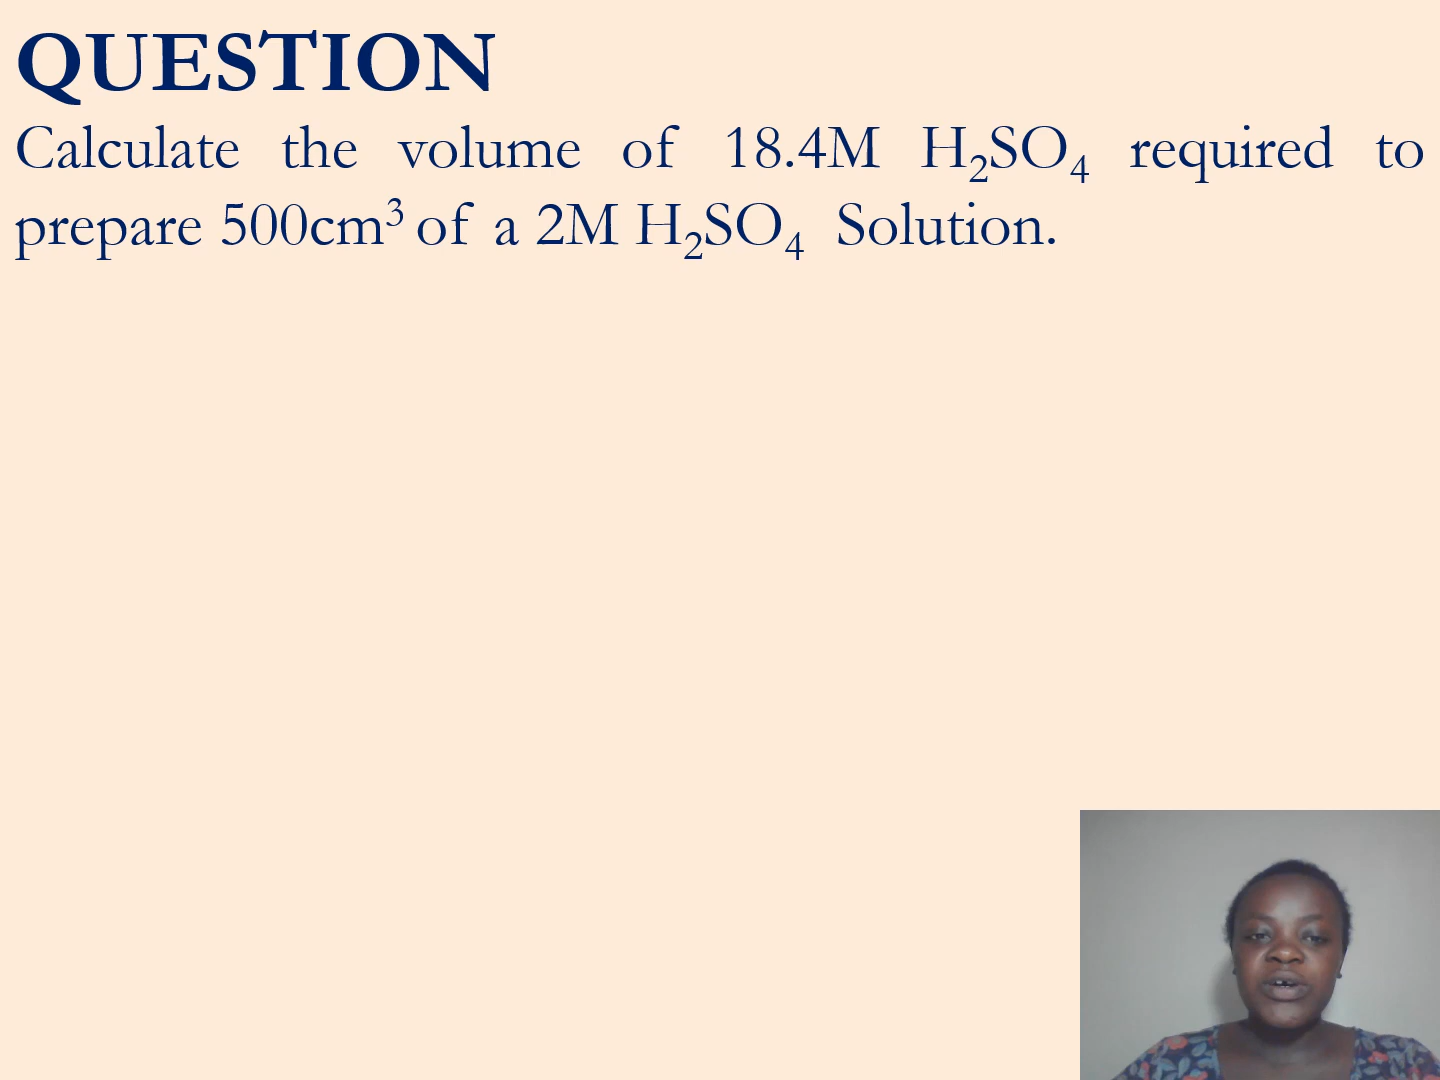 QUESTION
Calculate the volume of 18.4M H₂SO₄ required to
prepare 500cm³ of a 2M H₂SO₄ Solution.